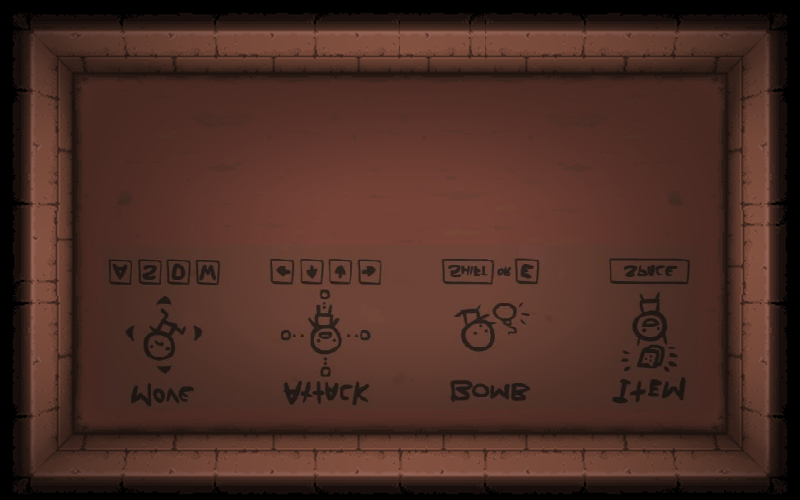 Move
Attack
Bomb
Item
A S D W
← ↑ ↓ →
Shift or E
Space